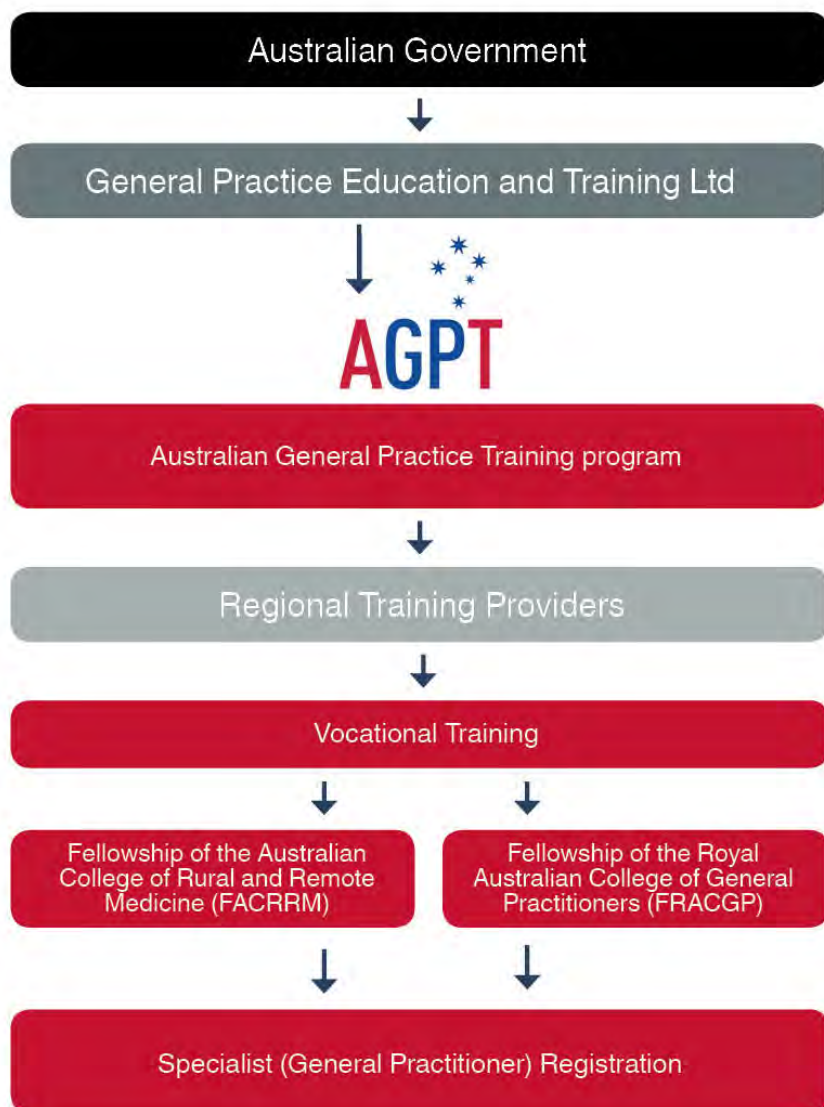 Australian Government
General Practice Education and Training Ltd
AGPT
Australian General Practice Training program
Regional Training Providers
Vocational Training
Fellowship of the Australian
College of Rural and Remote
Medicine (FACRRM)
Fellowship of the Royal
Australian College of General
Practitioners (FRACGP)
Specialist (General Practitioner) Registration